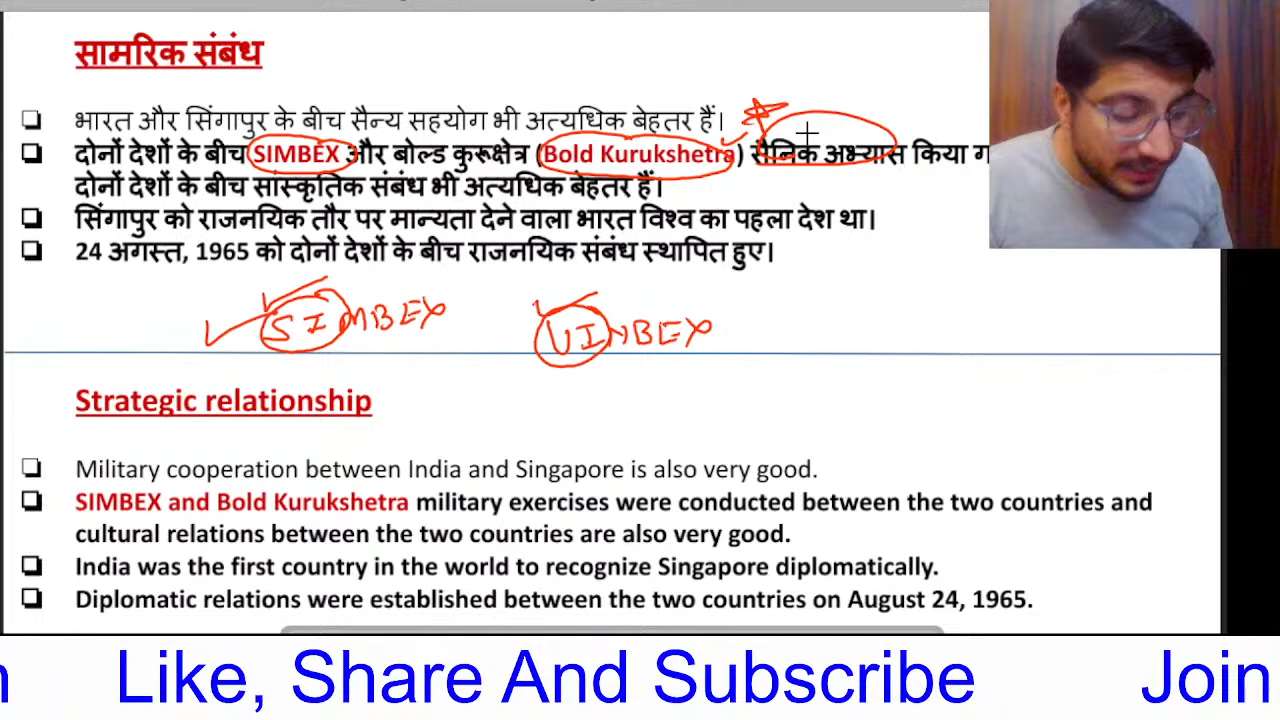 सामरिक संबंध
❑ भारत और सिंगापुर के बीच सैन्य सहयोग भी अत्यधिक बेहतर हैं।
❑ दोनों देशों के बीच SIMBEX और बोल्ड कुरूक्षेत्र (Bold Kurukshetra) सैनिक अभ्यास किया ग
दोनों देशों के बीच सांस्कृतिक संबंध भी अत्यधिक बेहतर हैं।
❑ सिंगापुर को राजनयिक तौर पर मान्यता देने वाला भारत विश्व का पहला देश था।
❑ 24 अगस्त, 1965 को दोनों देशों के बीच राजनयिक संबंध स्थापित हुए।
SIMBEX VINBEX
Strategic relationship
❑ Military cooperation between India and Singapore is also very good.
❑ SIMBEX and Bold Kurukshetra military exercises were conducted between the two countries and
cultural relations between the two countries are also very good.
❑ India was the first country in the world to recognize Singapore diplomatically.
❑ Diplomatic relations were established between the two countries on August 24, 1965.
n Like, Share And Subscribe Join